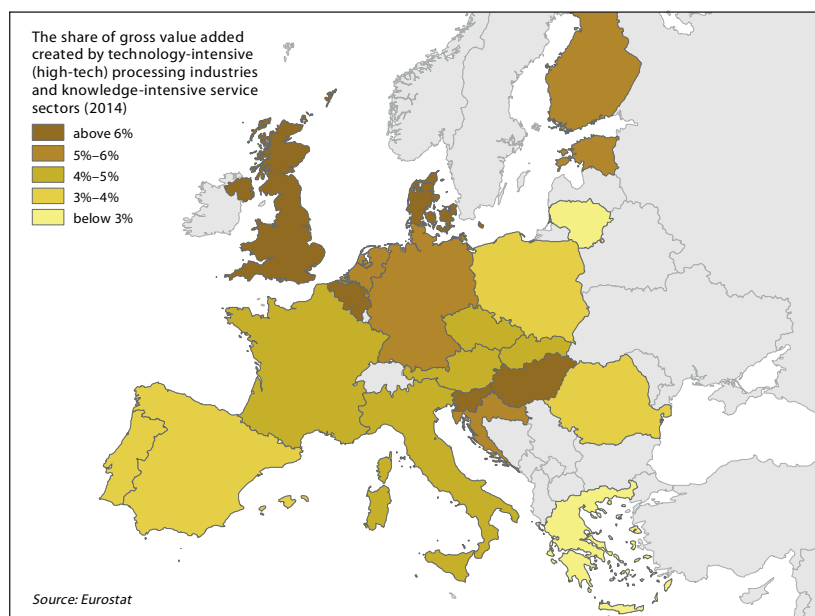 The share of gross value added
created by technology-intensive
(high-tech) processing industries
and knowledge-intensive service
sectors (2014)
above 6%
5%–6%
4%–5%
3%–4%
below 3%
Source: Eurostat